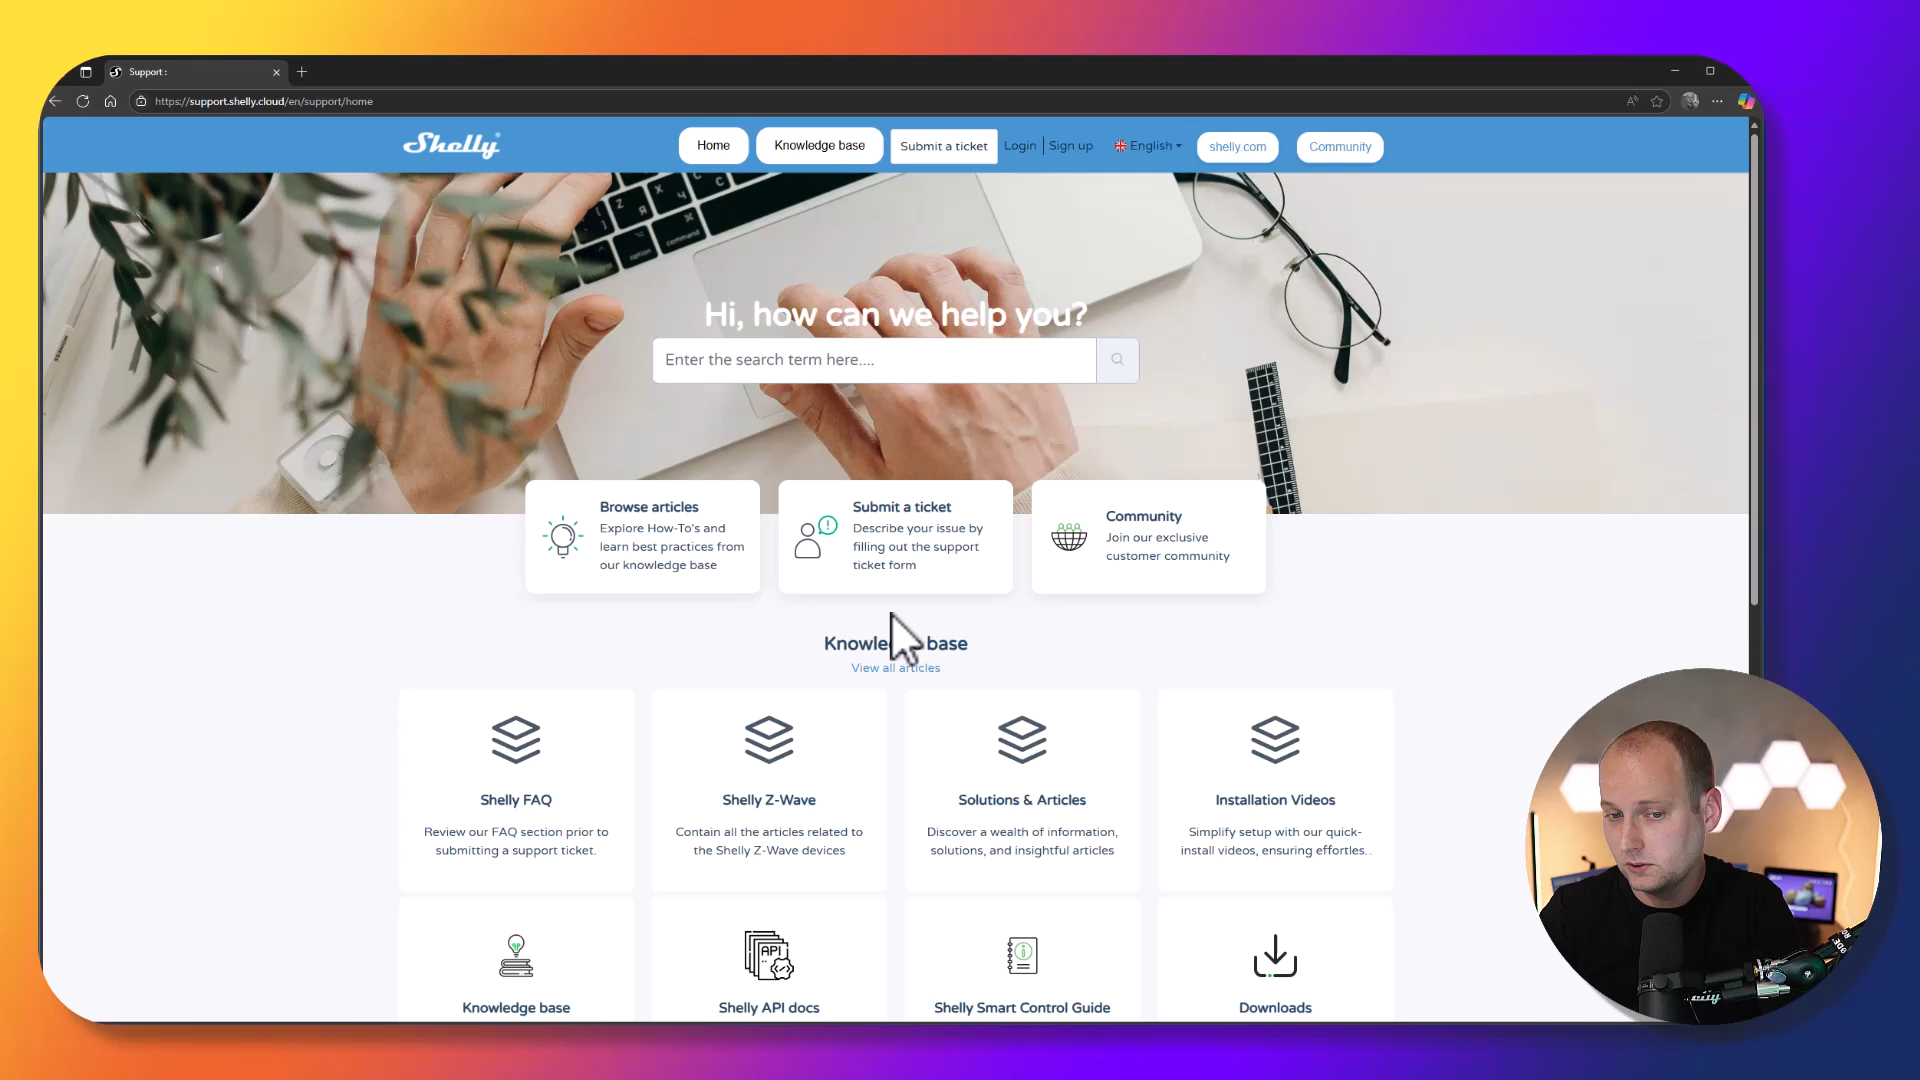 Support :
https://support.shelly.cloud/en/support/home
Shelly
Home
Knowledge base
Submit a ticket
Login
Sign up
English
shelly.com
Community
Hi, how can we help you?
Enter the search term here....
Browse articles
Explore How-To's and
learn best practices from
our knowledge base
Submit a ticket
Describe your issue by
filling out the support
ticket form
Community
Join our exclusive
customer community
Knowledge base
View all articles
Shelly FAQ
Review our FAQ section prior to
submitting a support ticket.
Shelly Z-Wave
Contain all the articles related to
the Shelly Z-Wave devices
Solutions & Articles
Discover a wealth of information,
solutions, and insightful articles
Installation Videos
Simplify setup with our quick-
install videos, ensuring effortles..
Knowledge base
API
Shelly API docs
Shelly Smart Control Guide
Downloads
option
command